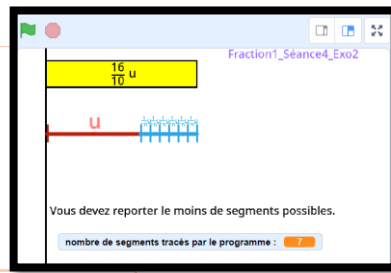 Fraction1_Séance4_Exo2
16
10 u
u
Vous devez reporter le moins de segments possibles.
nombre de segments tracés par le programme : 7